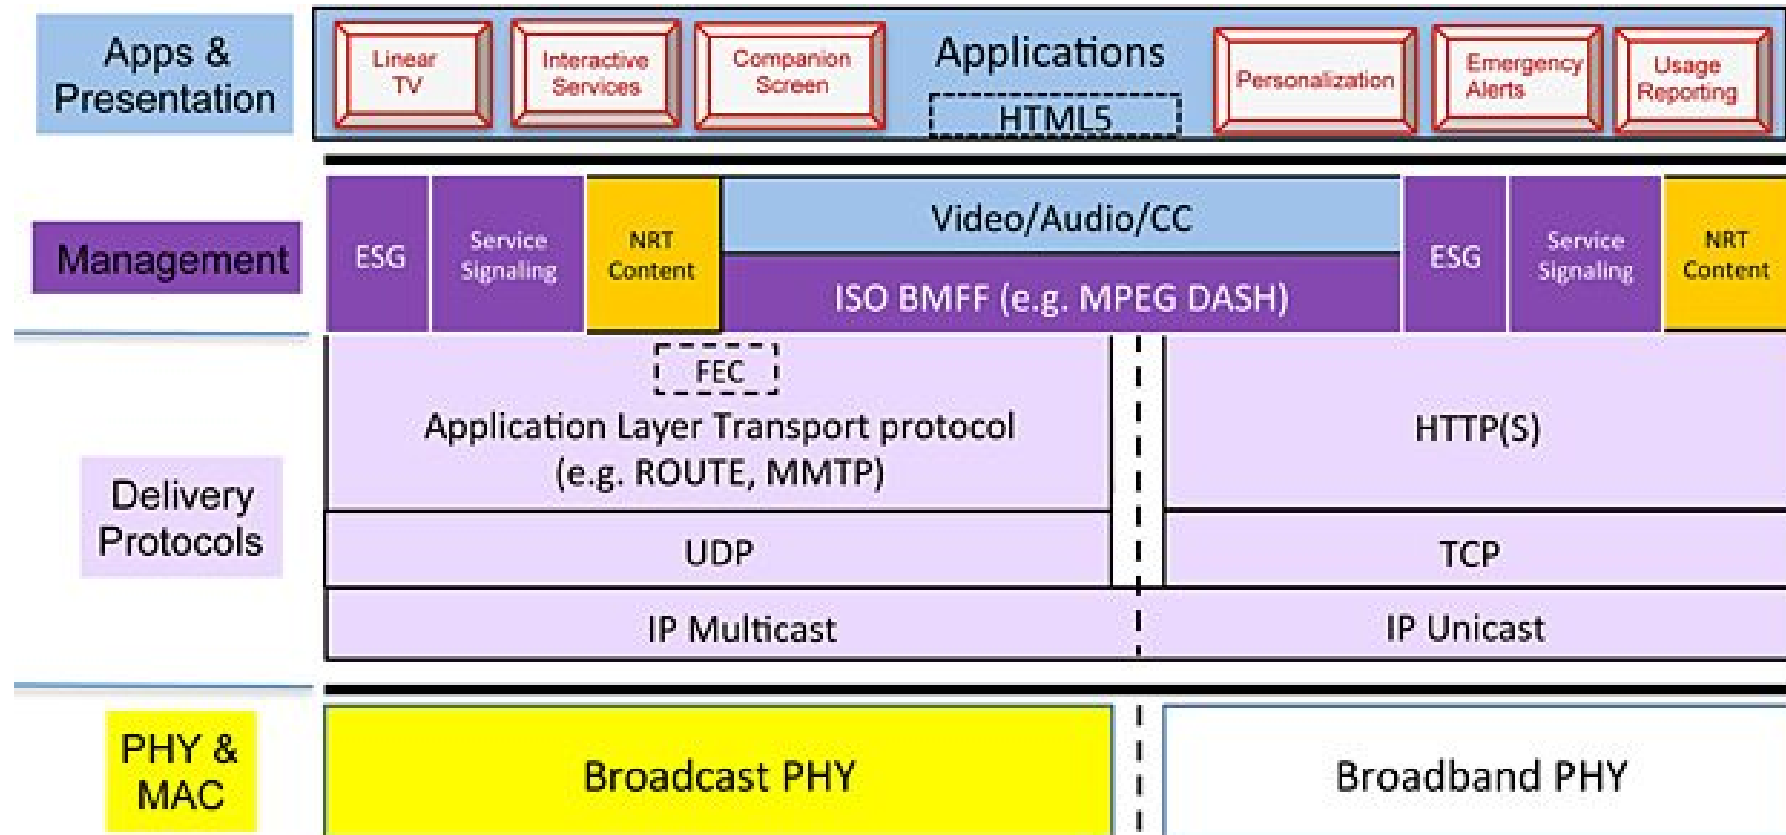 Apps &
Presentation
Linear
TV
Interactive
Services
Companion
Screen
Applications
HTML5
Personalization
Emergency
Alerts
Usage
Reporting
Management
ESG
Service
Signaling
NRT
Content
Video/Audio/CC
ISO BMFF (e.g. MPEG DASH)
ESG
Service
Signaling
NRT
Content
Delivery
Protocols
FEC
Application Layer Transport protocol
(e.g. ROUTE, MMTP)
HTTP(S)
UDP
TCP
IP Multicast
IP Unicast
PHY &
MAC
Broadcast PHY
Broadband PHY